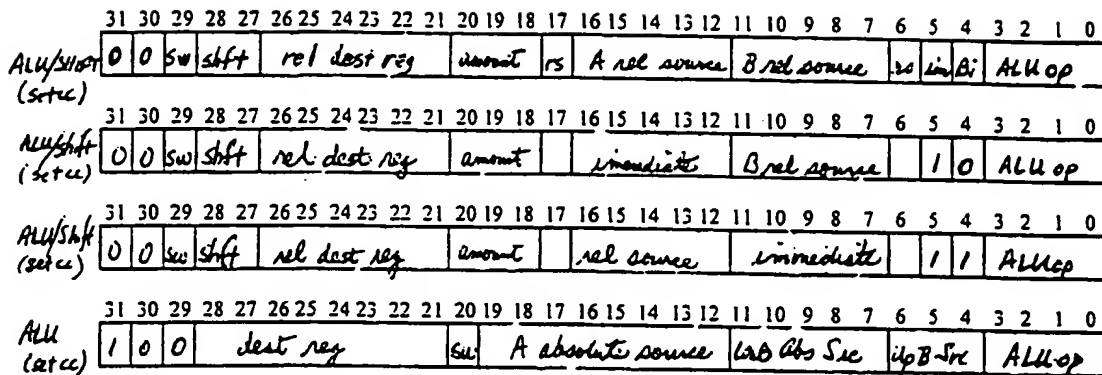 31 30 29 28 27 26 25 24 23 22 21 20 19 18 17 16 15 14 13 12 11 10 9 8 7 6 5 4 3 2 1 0
ALU/Shift 0 0 sw shft rel dest reg amount rs A rel source B rel source im Bi ALU op
(setcc)
31 30 29 28 27 26 25 24 23 22 21 20 19 18 17 16 15 14 13 12 11 10 9 8 7 6 5 4 3 2 1 0
ALU/Shift 0 0 sw shft rel dest reg amount immediate B rel source 1 0 ALU op
(setcc)
31 30 29 28 27 26 25 24 23 22 21 20 19 18 17 16 15 14 13 12 11 10 9 8 7 6 5 4 3 2 1 0
ALU/Shft 0 0 sw shft rel dest reg amount rel source immediate 1 1 ALU op
(setcc)
31 30 29 28 27 26 25 24 23 22 21 20 19 18 17 16 15 14 13 12 11 10 9 8 7 6 5 4 3 2 1 0
ALU 1 0 0 dest reg sw A absolute source B Abs Src B Src ALU op
(setcc)